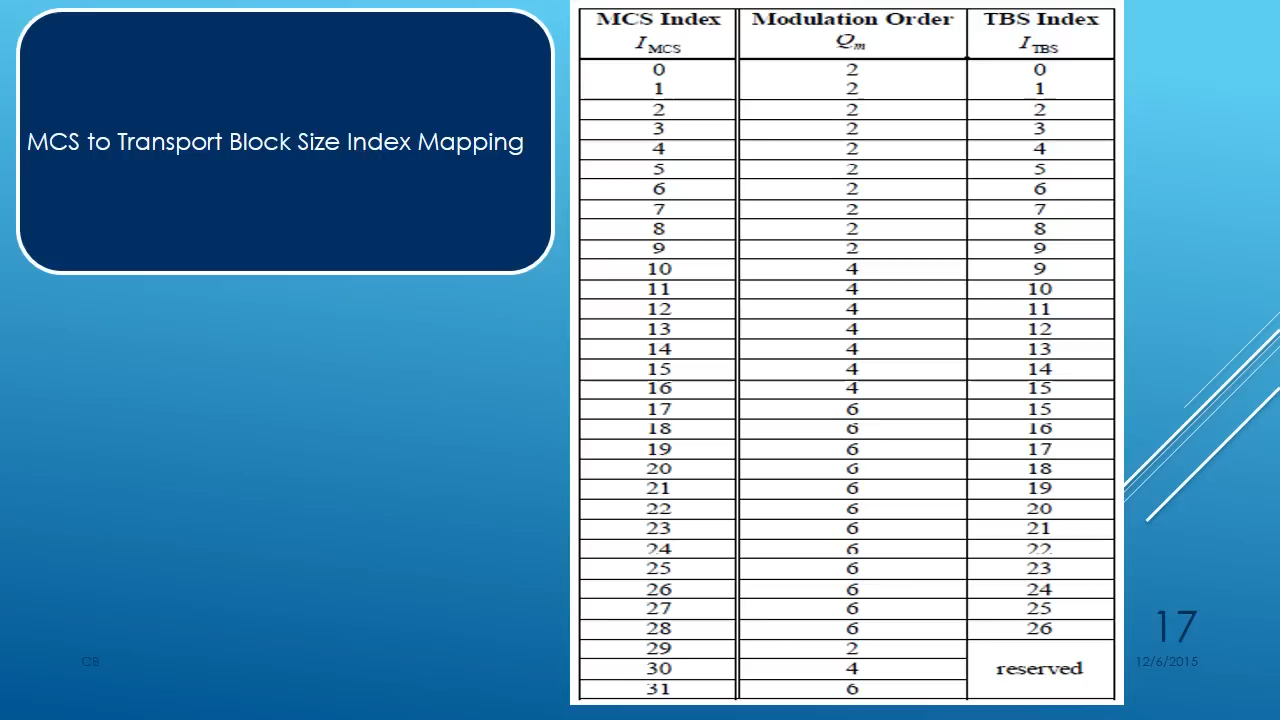 MCS to Transport Block Size Index Mapping
MCS Index Modulation Order TBS Index
I MCS Qm I TBS
0 2 0
1 2 1
2 2 2
3 2 3
4 2 4
5 2 5
6 2 6
7 2 7
8 2 8
9 2 9
10 4 9
11 4 10
12 4 11
13 4 12
14 4 13
15 4 14
16 4 15
17 6 15
18 6 16
19 6 17
20 6 18
21 6 19
22 6 20
23 6 21
24 6 22
25 6 23
26 6 24
27 6 25
28 6 26
29 2
30 4 reserved
31 6
17
CB 12/6/2015